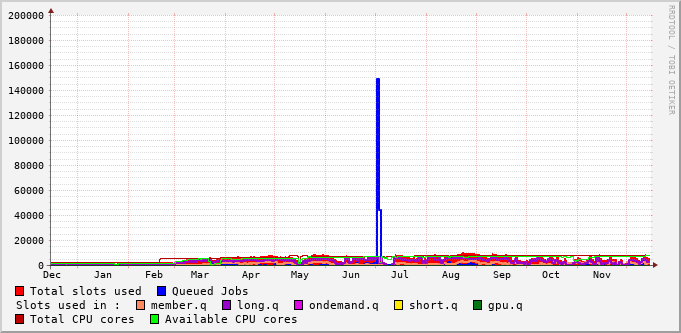 200000
180000
160000
140000
120000
100000
80000
60000
40000
20000
0
Dec Jan Feb Mar Apr May Jun Jul Aug Sep Oct Nov
Total slots used Queued Jobs
Slots used in : member.q long.q ondemand.q short.q gpu.q
Total CPU cores Available CPU cores
RRDTOOL / TOBI OETIKER